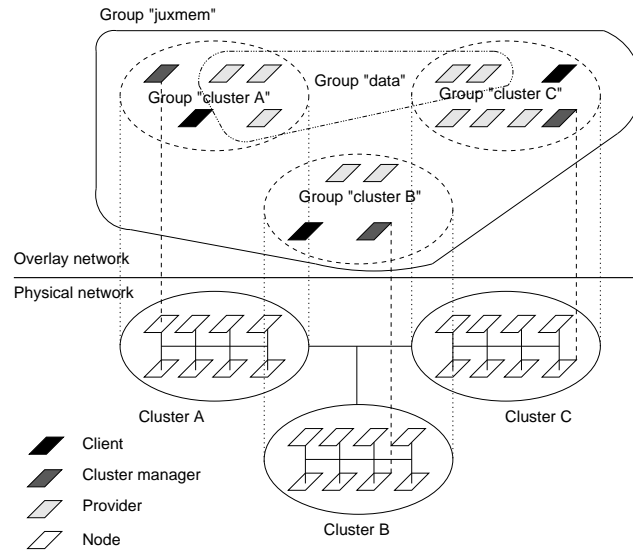 Group "juxmem"
Group "data"
Group "cluster A"
Group "cluster C"
Group "cluster B"
Overlay network
Physical network
Cluster A
Cluster C
Cluster B
Client
Cluster manager
Provider
Node